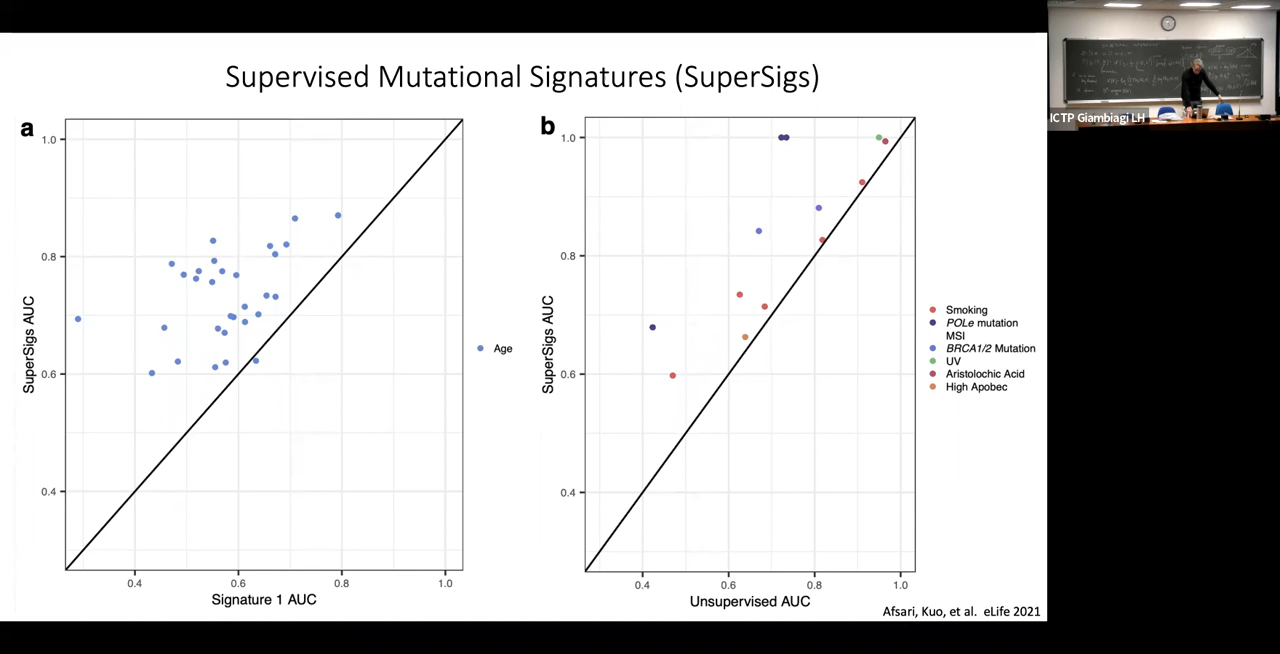 Supervised Mutational Signatures (SuperSigs)
a
1.0
0.8
0.6
0.4
SuperSigs AUC
0.4
0.6
0.8
1.0
Signature 1 AUC
Age
b
1.0
0.8
0.6
0.4
SuperSigs AUC
0.4
0.6
0.8
1.0
Unsupervised AUC
Smoking
POLe mutation
MSI
BRCA1/2 Mutation
UV
Aristolochic Acid
High Apobec
Afsari, Kuo, et al. eLife 2021
ICTP Giambiagi LH